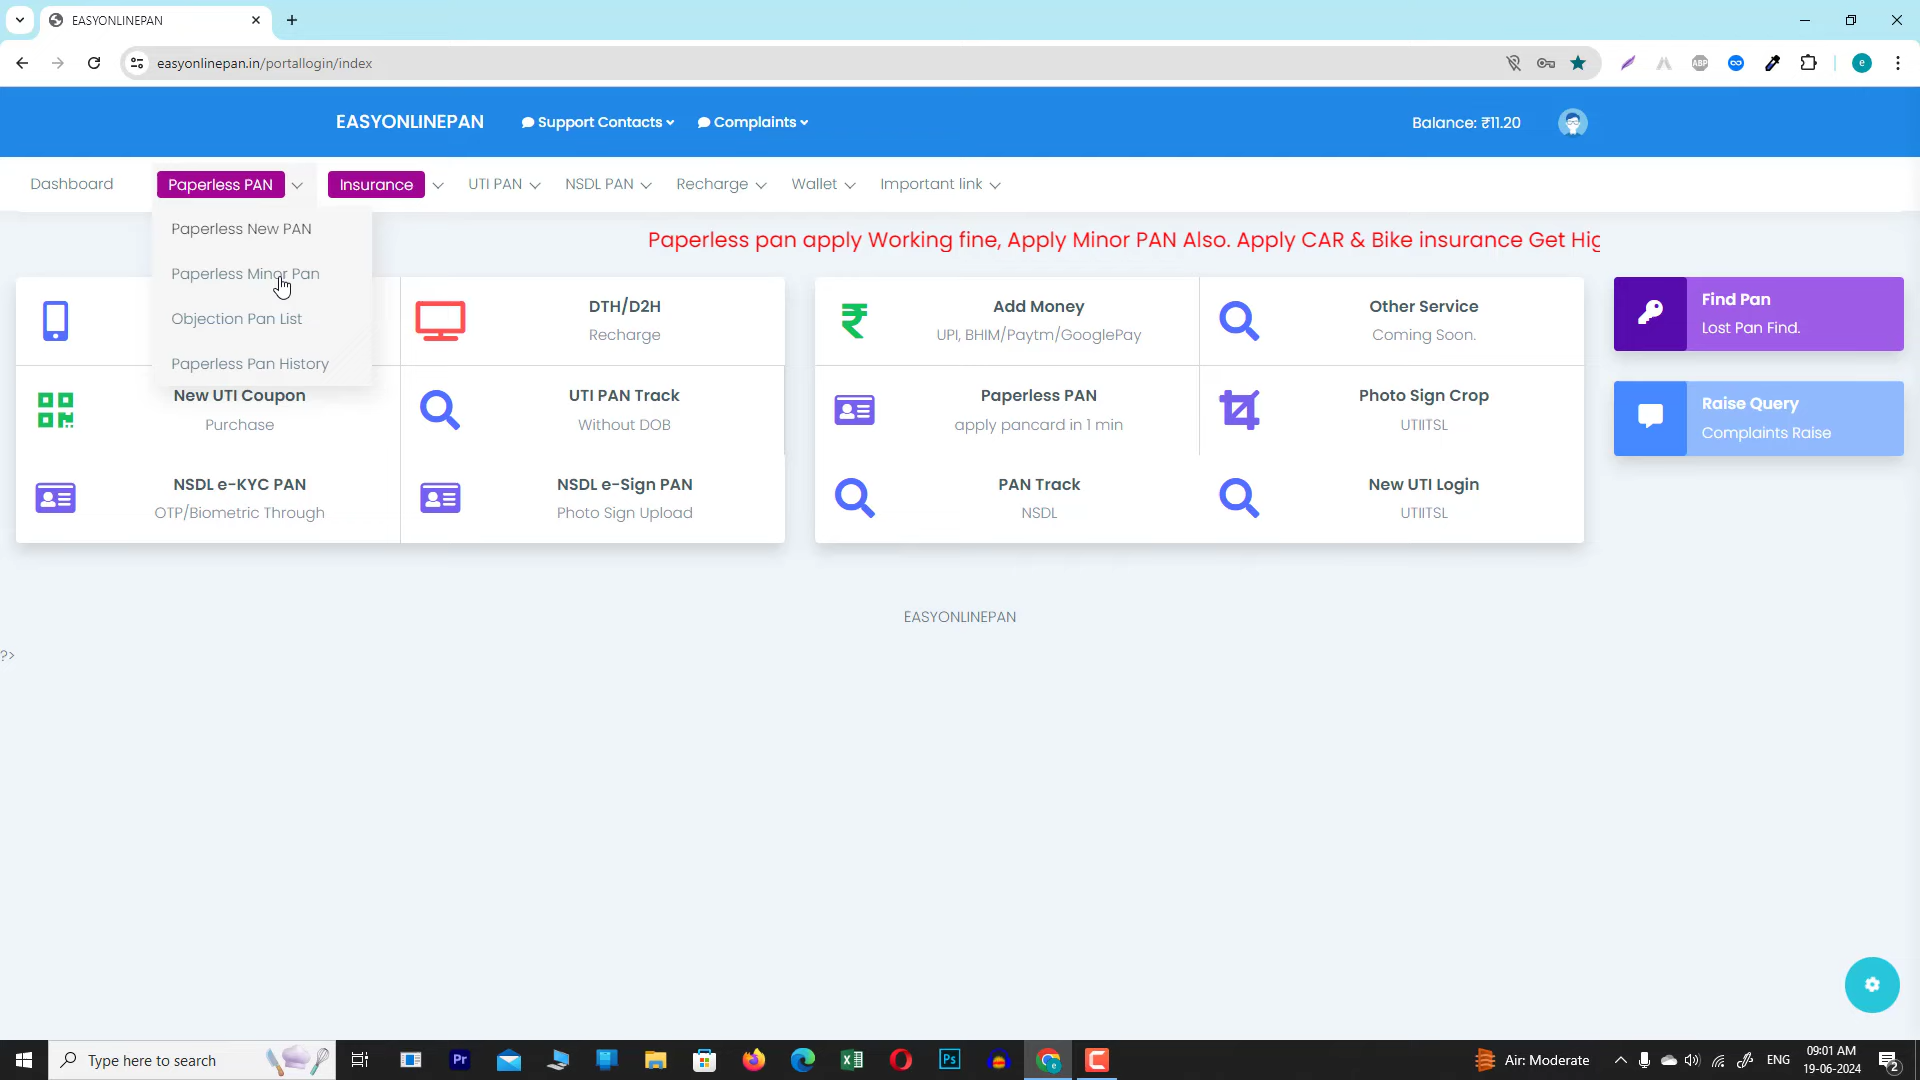 EASYONLINEPAN
easyonlinepan.in/portallogin/index
ABP
e
EASYONLINEPAN
Support Contacts
Complaints
Balance: ₹11.20
Dashboard
Paperless PAN
Insurance
UTI PAN
NSDL PAN
Recharge
Wallet
Important link
Paperless New PAN
Paperless Minor Pan
Objection Pan List
Paperless Pan History
Paperless pan apply Working fine, Apply Minor PAN Also. Apply CAR & Bike insurance Get Hig
DTH/D2H
Recharge
Add Money
UPI, BHIM/Paytm/GooglePay
Other Service
Coming Soon.
Find Pan
Lost Pan Find.
New UTI Coupon
Purchase
UTI PAN Track
Without DOB
Paperless PAN
apply pancard in 1 min
Photo Sign Crop
UTIITSL
Raise Query
Complaints Raise
NSDL e-KYC PAN
OTP/Biometric Through
NSDL e-Sign PAN
Photo Sign Upload
PAN Track
NSDL
New UTI Login
UTIITSL
EASYONLINEPAN
?>
Type here to search
Pr
Ps
Air: Moderate
ENG
09:01 AM
19-06-2024
2